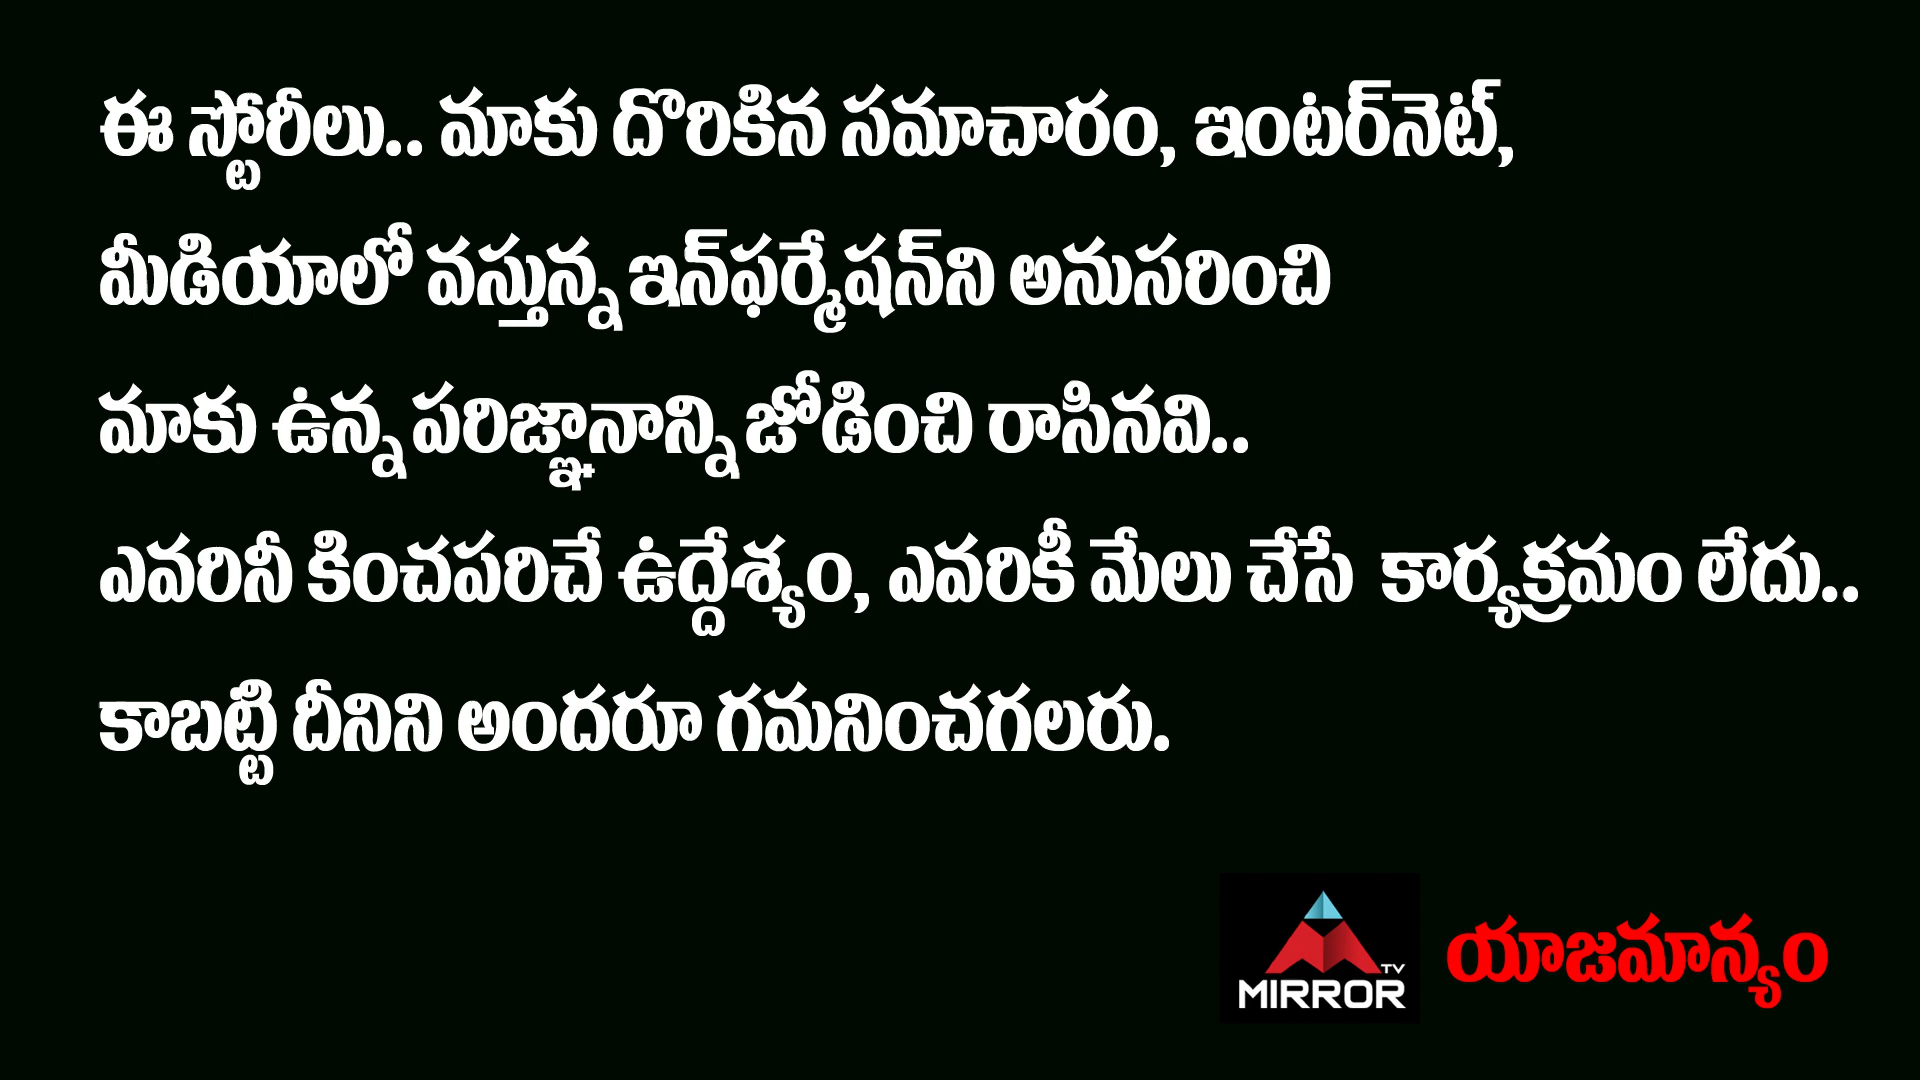 ఈ స్టోరీలు.. మాకు దొరికిన సమాచారం, ఇంటర్‌నెట్,
మీడియాలో వస్తున్న ఇన్‌ఫర్మేషన్‌ని అనుసరించి
మాకు ఉన్న పరిజ్ఞానాన్ని జోడించి రాసినవి..
ఎవరినీ కించపరిచే ఉద్దేశ్యం, ఎవరికీ మేలు చేసే కార్యక్రమం లేదు..
కాబట్టి దీనిని అందరూ గమనించగలరు.
TV
MIRROR
యాజమాన్యం